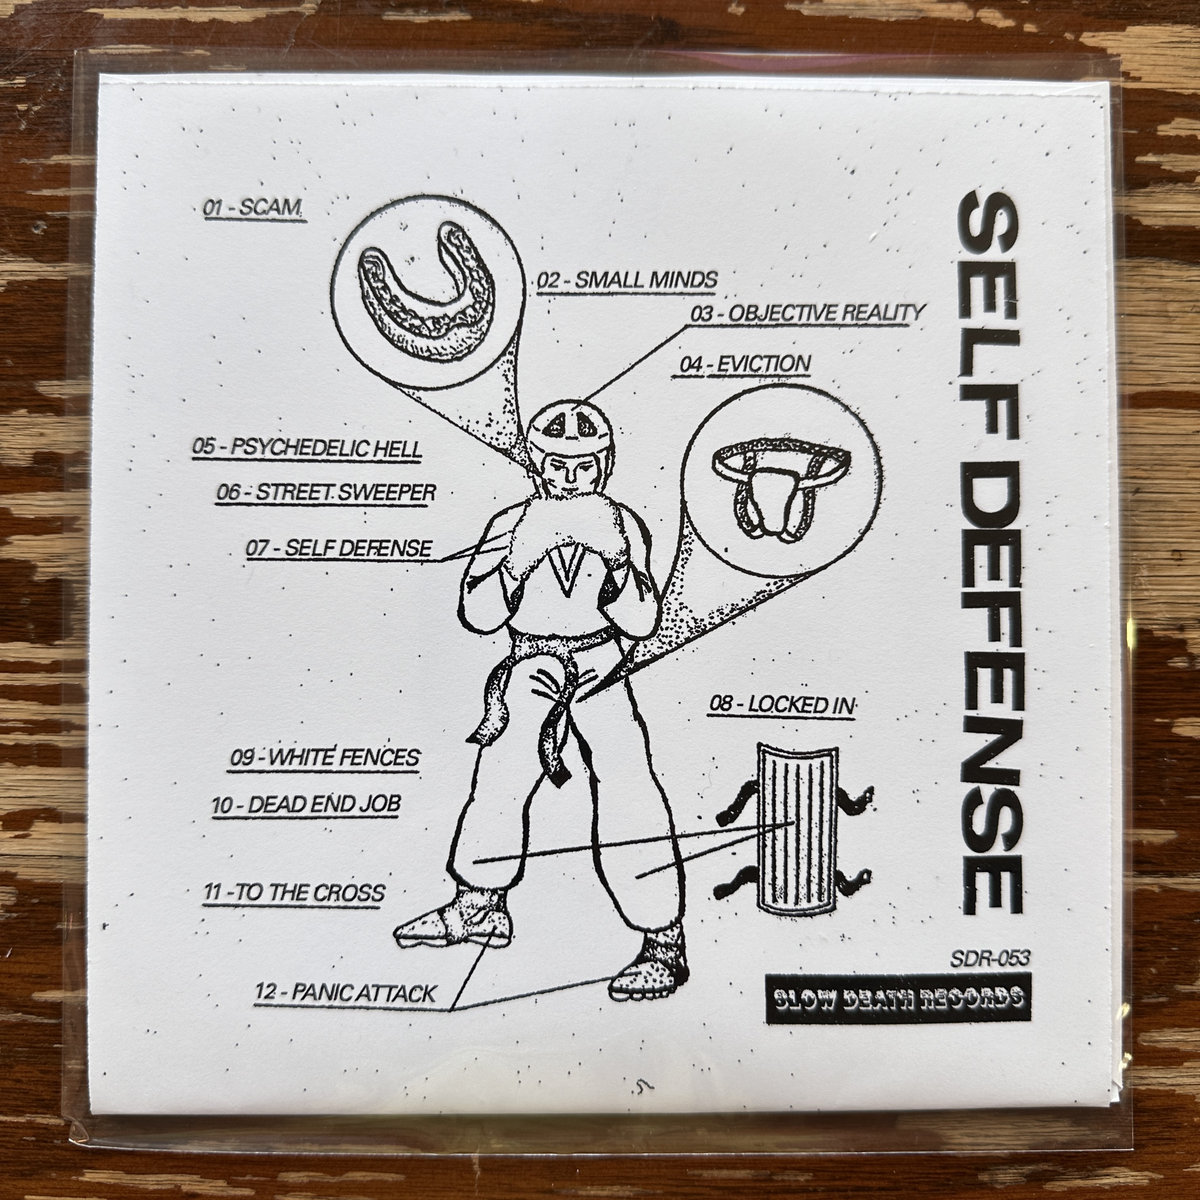 01 - SCAM
02 - SMALL MINDS
03 - OBJECTIVE REALITY
04 - EVICTION
05 - PSYCHEDELIC HELL
06 - STREET SWEEPER
07 - SELF DEFENSE
08 - LOCKED IN
09 - WHITE FENCES
10 - DEAD END JOB
11 - TO THE CROSS
12 - PANIC ATTACK
SELF DEFENSE
SDR-053
SLOW DEATH RECORDS